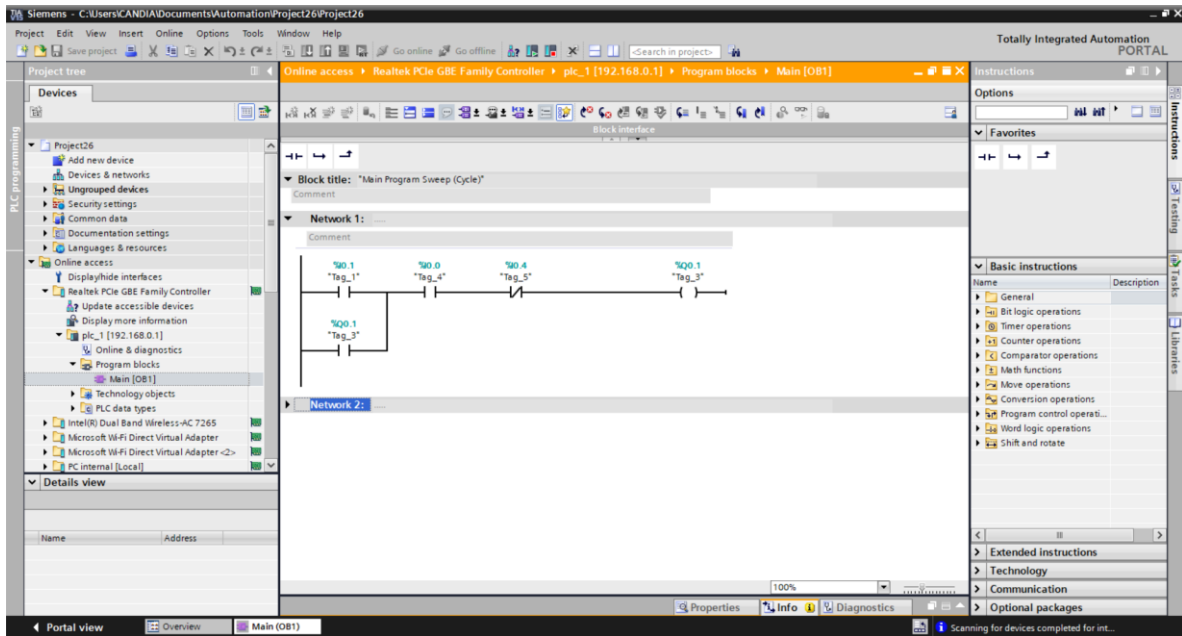 Siemens - C:\Users\CANDIA\Documents\Automation\Project26\Project26
Project Edit View Insert Online Options Tools Window Help
Totally Integrated Automation
PORTAL
Save project
Go online
Go offline
<Search in project>
Project tree
Devices
PLC programming
Project26
Add new device
Devices & networks
Ungrouped devices
Security settings
Common data
Documentation settings
Languages & resources
Online access
Display/hide interfaces
Realtek PCIe GBE Family Controller
Update accessible devices
Display more information
plc_1 [192.168.0.1]
Online & diagnostics
Program blocks
Main [OB1]
Technology objects
PLC data types
Intel(R) Dual Band Wireless-AC 7265
Microsoft Wi-Fi Direct Virtual Adapter
Microsoft Wi-Fi Direct Virtual Adapter <2>
PC internal [Local]
Details view
Name Address
Online access Realtek PCIe GBE Family Controller plc_1 [192.168.0.1] Program blocks Main [OB1]
Block interface
Block title: "Main Program Sweep (Cycle)"
Comment
Network 1: ....
Comment
%I0.1 %I0.0 %I0.4 %Q0.1
"Tag_1" "Tag_4" "Tag_5" "Tag_3"
%Q0.1
"Tag_3"
Network 2: ....
100%
Properties Info Diagnostics
Instructions
Options
Favorites
Basic instructions
Name Description
General
Bit logic operations
Timer operations
Counter operations
Comparator operations
Math functions
Move operations
Conversion operations
Program control operati...
Word logic operations
Shift and rotate
Extended instructions
Technology
Communication
Optional packages
Instructions
Testing
Tasks
Libraries
Portal view Overview Main (OB1)
Scanning for devices completed for int...